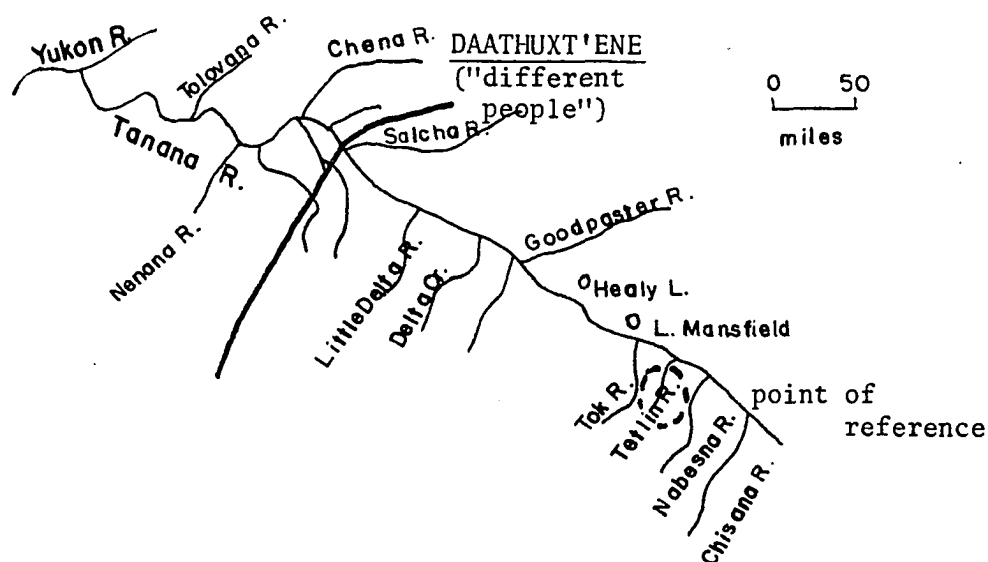 Yukon R.
Tolovana R.
Chena R.
DAATHUXT'ENE
("different
people")
0 50
miles
Tanana
R.
Salcha R.
Nenana R.
Goodpaster R.
Little Delta R.
Delta Cr.
Healy L.
L. Mansfield
Tok R.
Tetlin R.
point of
reference
Nabesna R.
Chisana R.